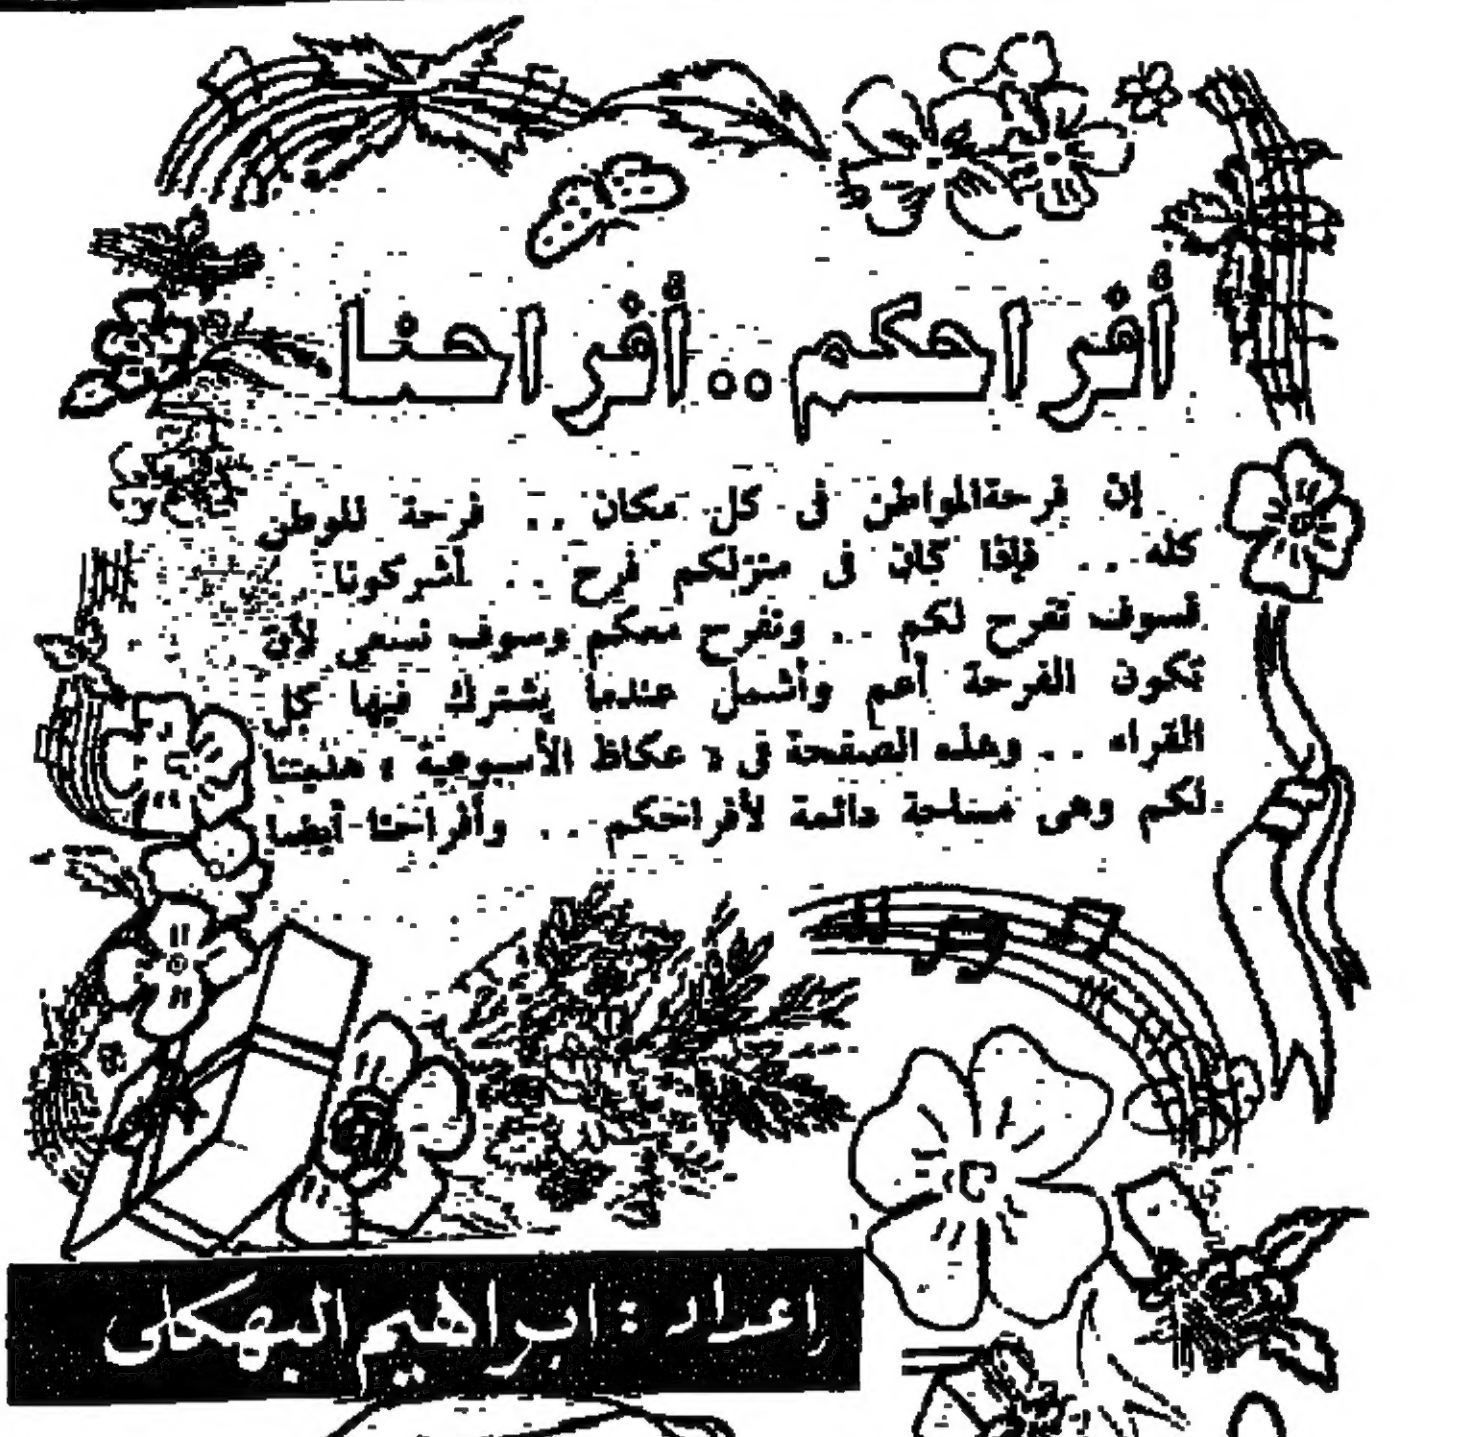 أفراحكم .. أفراحنا
إن فرحة المواطن فى كل مكان .. فرحة للوطن
كله .. فإذا كان فى منزلكم فرح .. أشركونا
فسوف نفرح لكم .. ونفرح معكم وسوف نسعى لأن
تكون الفرحة أعم وأشمل عندما يشترك فيها كل
القراء .. وهذه الصفحة فى « عكاظ الأسبوعية » هديتنا
لكم وهى مساحة دائمة لأفراحكم .. وأفراحنا أيضا
اعداد : ابراهيم البهكلى